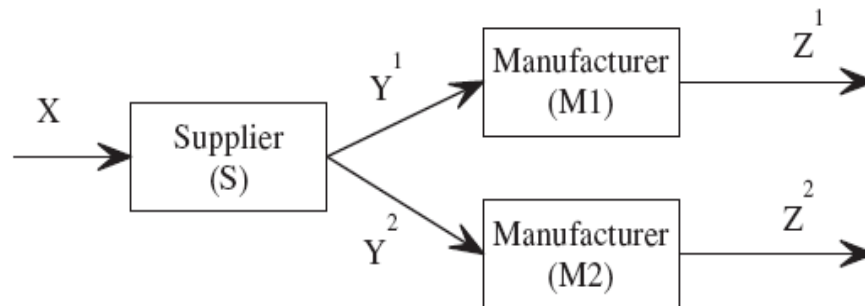 X
Supplier
(S)
Y¹
Y²
Manufacturer
(M1)
Z¹
Manufacturer
(M2)
Z²